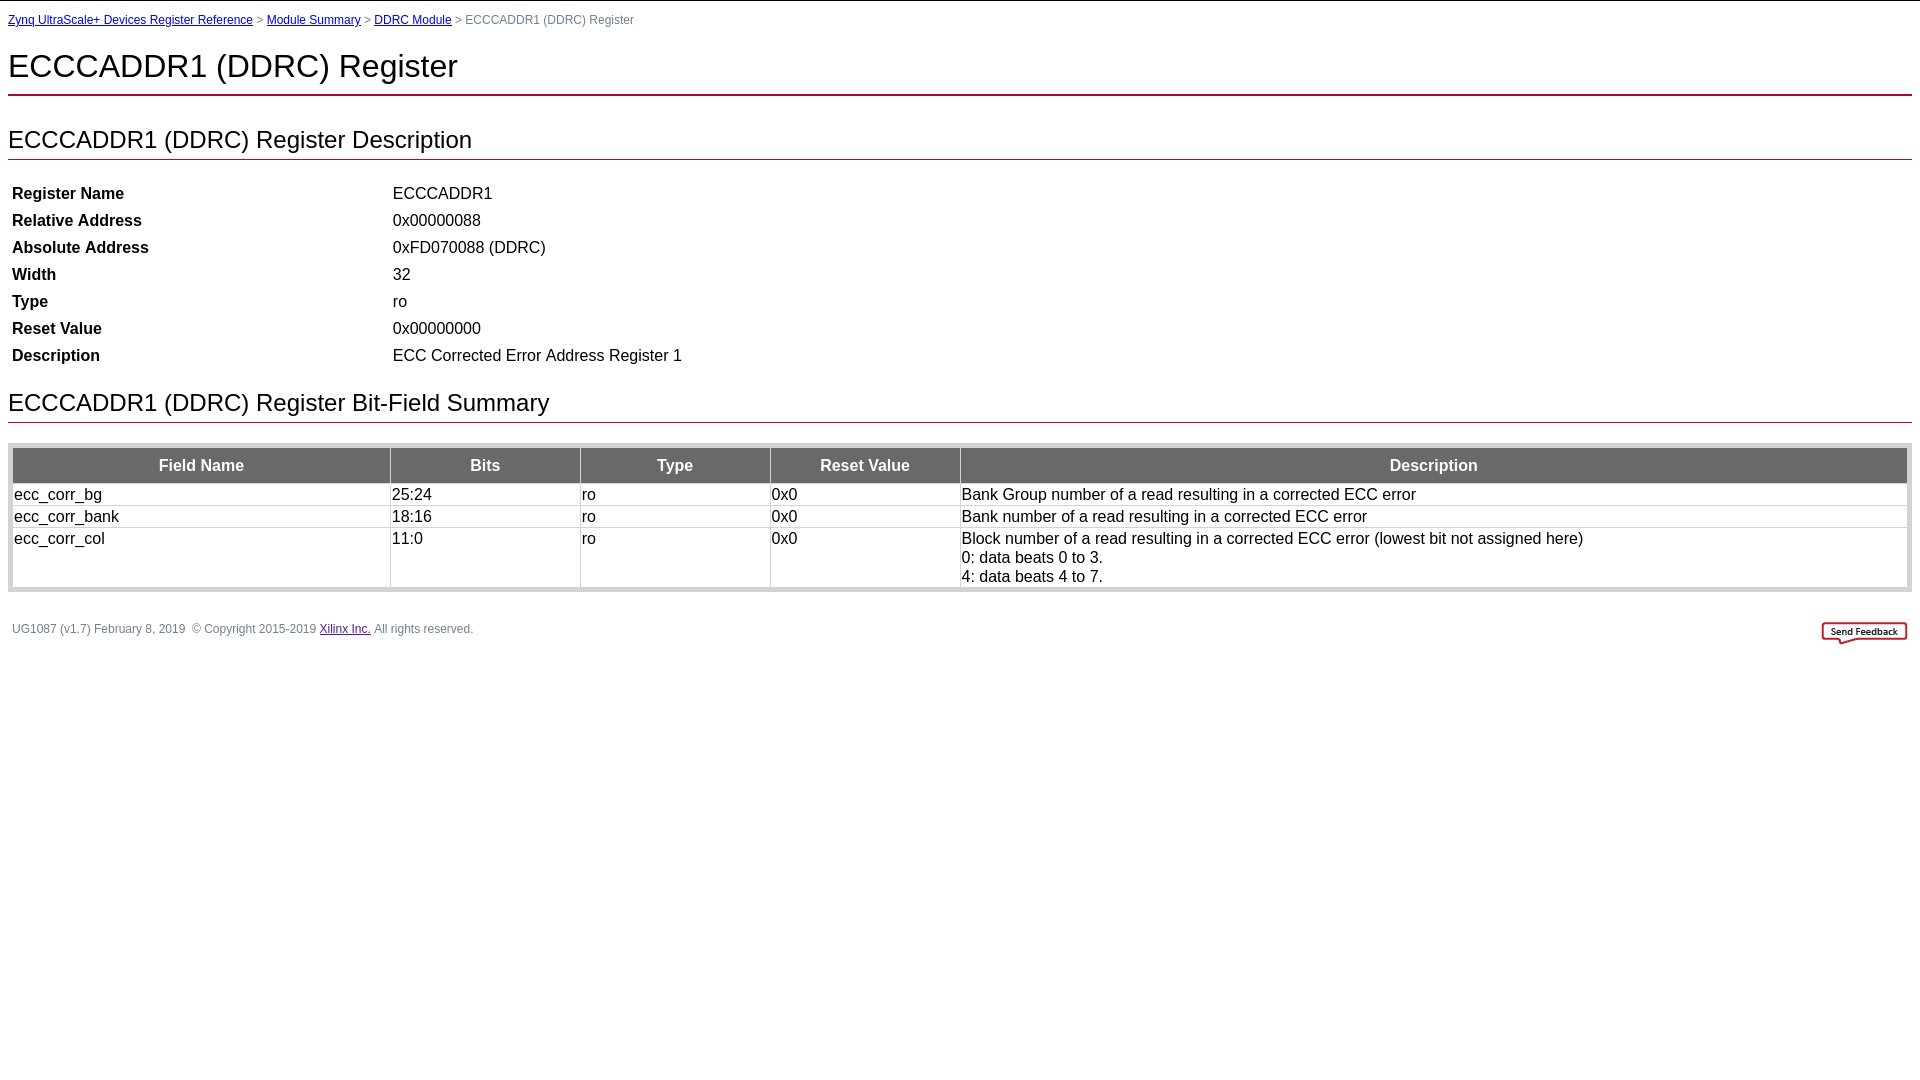 Zynq UltraScale+ Devices Register Reference > Module Summary > DDRC Module > ECCCADDR1 (DDRC) Register
ECCCADDR1 (DDRC) Register
ECCCADDR1 (DDRC) Register Description
Register Name ECCCADDR1
Relative Address 0x00000088
Absolute Address 0xFD070088 (DDRC)
Width 32
Type ro
Reset Value 0x00000000
Description ECC Corrected Error Address Register 1
ECCCADDR1 (DDRC) Register Bit-Field Summary
Field Name Bits Type Reset Value Description
ecc_corr_bg 25:24 ro 0x0 Bank Group number of a read resulting in a corrected ECC error
ecc_corr_bank 18:16 ro 0x0 Bank number of a read resulting in a corrected ECC error
ecc_corr_col 11:0 ro 0x0 Block number of a read resulting in a corrected ECC error (lowest bit not assigned here)
0: data beats 0 to 3.
4: data beats 4 to 7.
UG1087 (v1.7) February 8, 2019 © Copyright 2015-2019 Xilinx Inc. All rights reserved.
Send Feedback